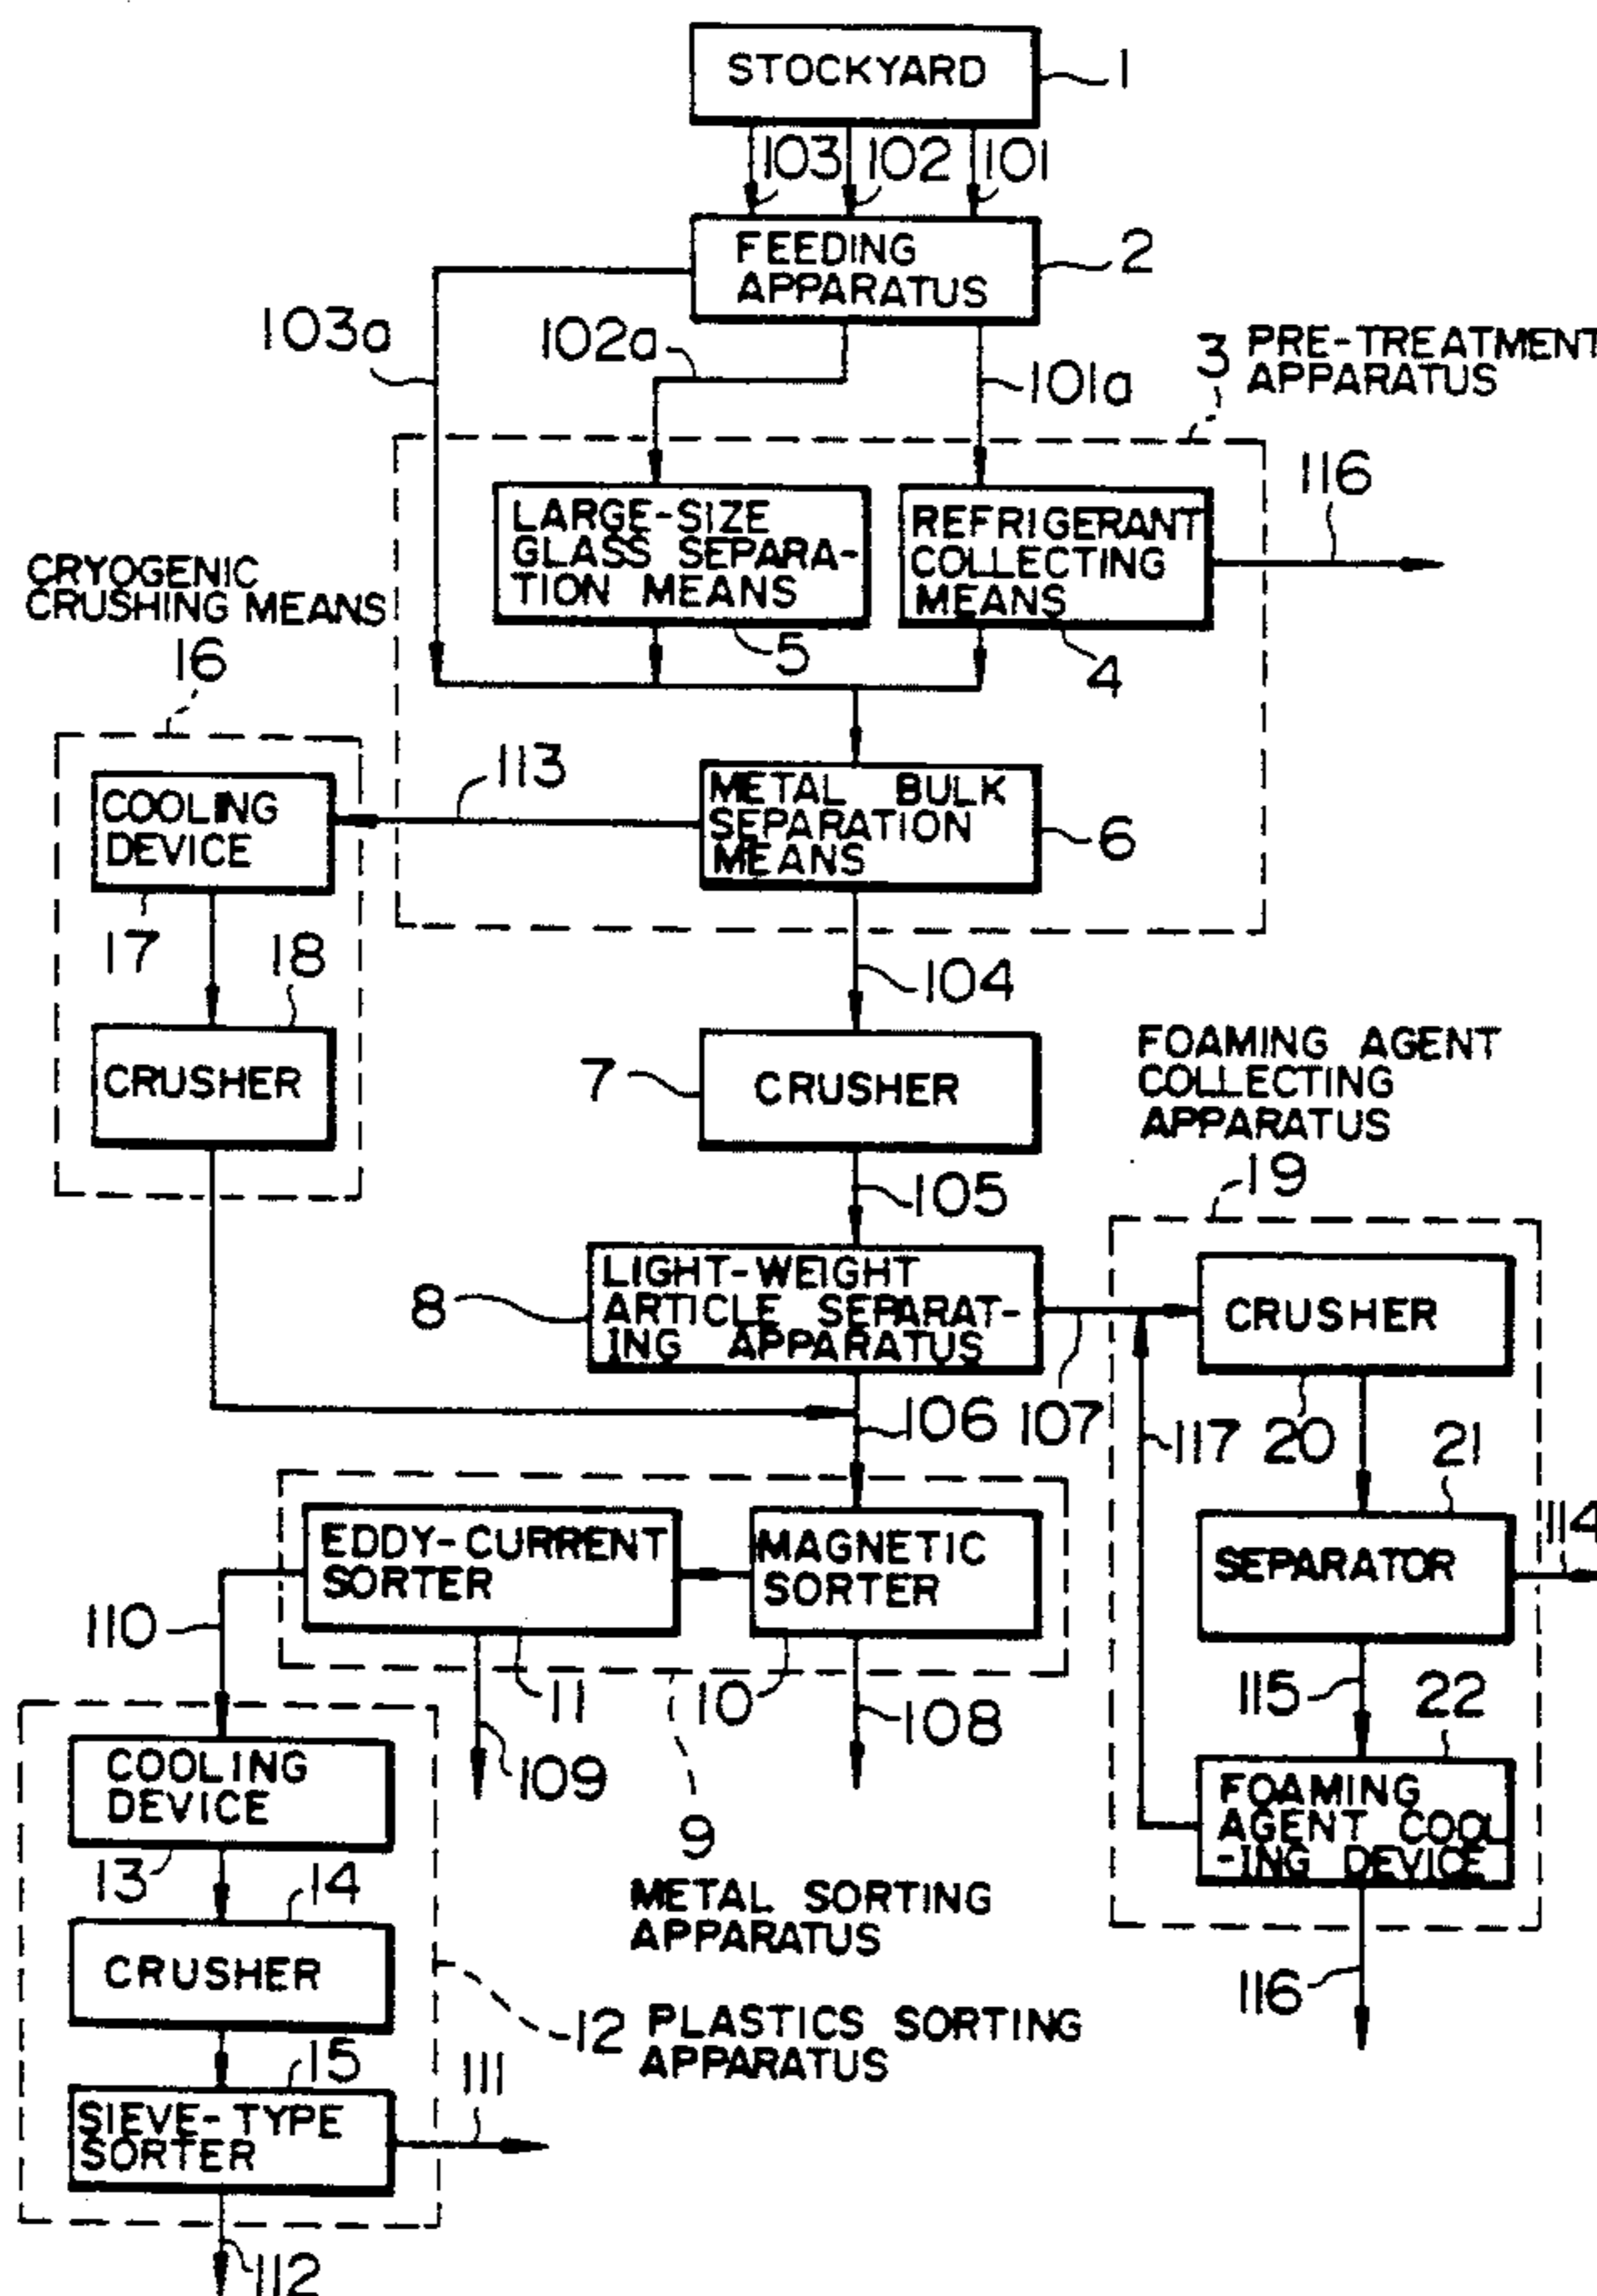 STOCKYARD
1
103
102
101
FEEDING
APPARATUS
2
103a
102a
101a
3
PRE-TREATMENT
APPARATUS
LARGE-SIZE
GLASS SEPARA-
TION MEANS
5
REFRIGERANT
COLLECTING
MEANS
4
116
CRYOGENIC
CRUSHING MEANS
16
113
COOLING
DEVICE
17
METAL BULK
SEPARATION
MEANS
6
18
104
CRUSHER
7
CRUSHER
FOAMING AGENT
COLLECTING
APPARATUS
19
105
8
LIGHT-WEIGHT
ARTICLE SEPARAT-
ING APPARATUS
CRUSHER
106
107
117
20
21
EDDY-CURRENT
SORTER
MAGNETIC
SORTER
SEPARATOR
114
110
11
10
108
109
9
METAL SORTING
APPARATUS
115
22
COOLING
DEVICE
13
14
FOAMING
AGENT COOL
-ING DEVICE
CRUSHER
116
12
PLASTICS SORTING
APPARATUS
15
111
SIEVE-TYPE
SORTER
112